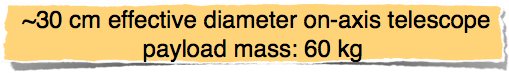 ~30 cm effective diameter on-axis telescope
payload mass: 60 kg